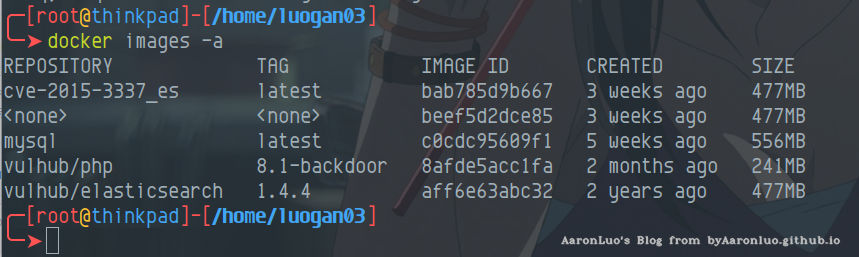 [root@thinkpad]-[/home/luogan03]
docker images -a
REPOSITORY TAG IMAGE ID CREATED SIZE
cve-2015-3337_es latest bab785d9b667 3 weeks ago 477MB
<none> <none> beef5d2dce85 3 weeks ago 477MB
mysql latest c0cdc95609f1 5 weeks ago 556MB
vulhub/php 8.1-backdoor 8afde5acc1fa 2 months ago 241MB
vulhub/elasticsearch 1.4.4 aff6e63abc32 2 years ago 477MB
[root@thinkpad]-[/home/luogan03]
AaronLuo's Blog from byAaronluo.github.io